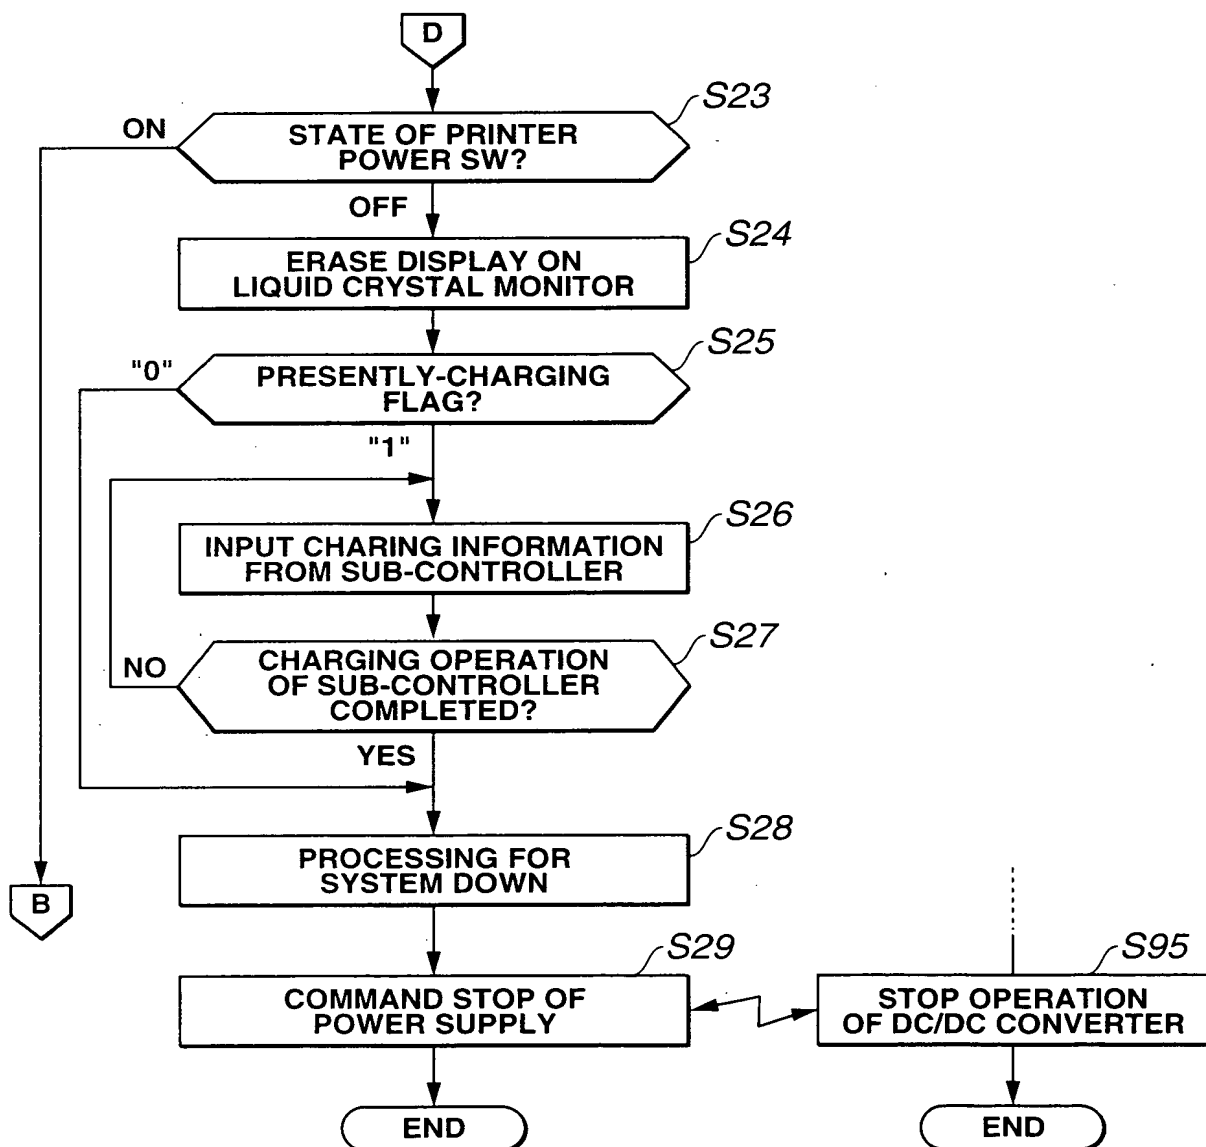 D
S23
ON
STATE OF PRINTER
POWER SW?
OFF
S24
ERASE DISPLAY ON
LIQUID CRYSTAL MONITOR
S25
"0"
PRESENTLY-CHARGING
FLAG?
"1"
S26
INPUT CHARING INFORMATION
FROM SUB-CONTROLLER
S27
NO
CHARGING OPERATION
OF SUB-CONTROLLER
COMPLETED?
YES
S28
PROCESSING FOR
SYSTEM DOWN
B
S29
COMMAND STOP OF
POWER SUPPLY
S95
STOP OPERATION
OF DC/DC CONVERTER
END
END